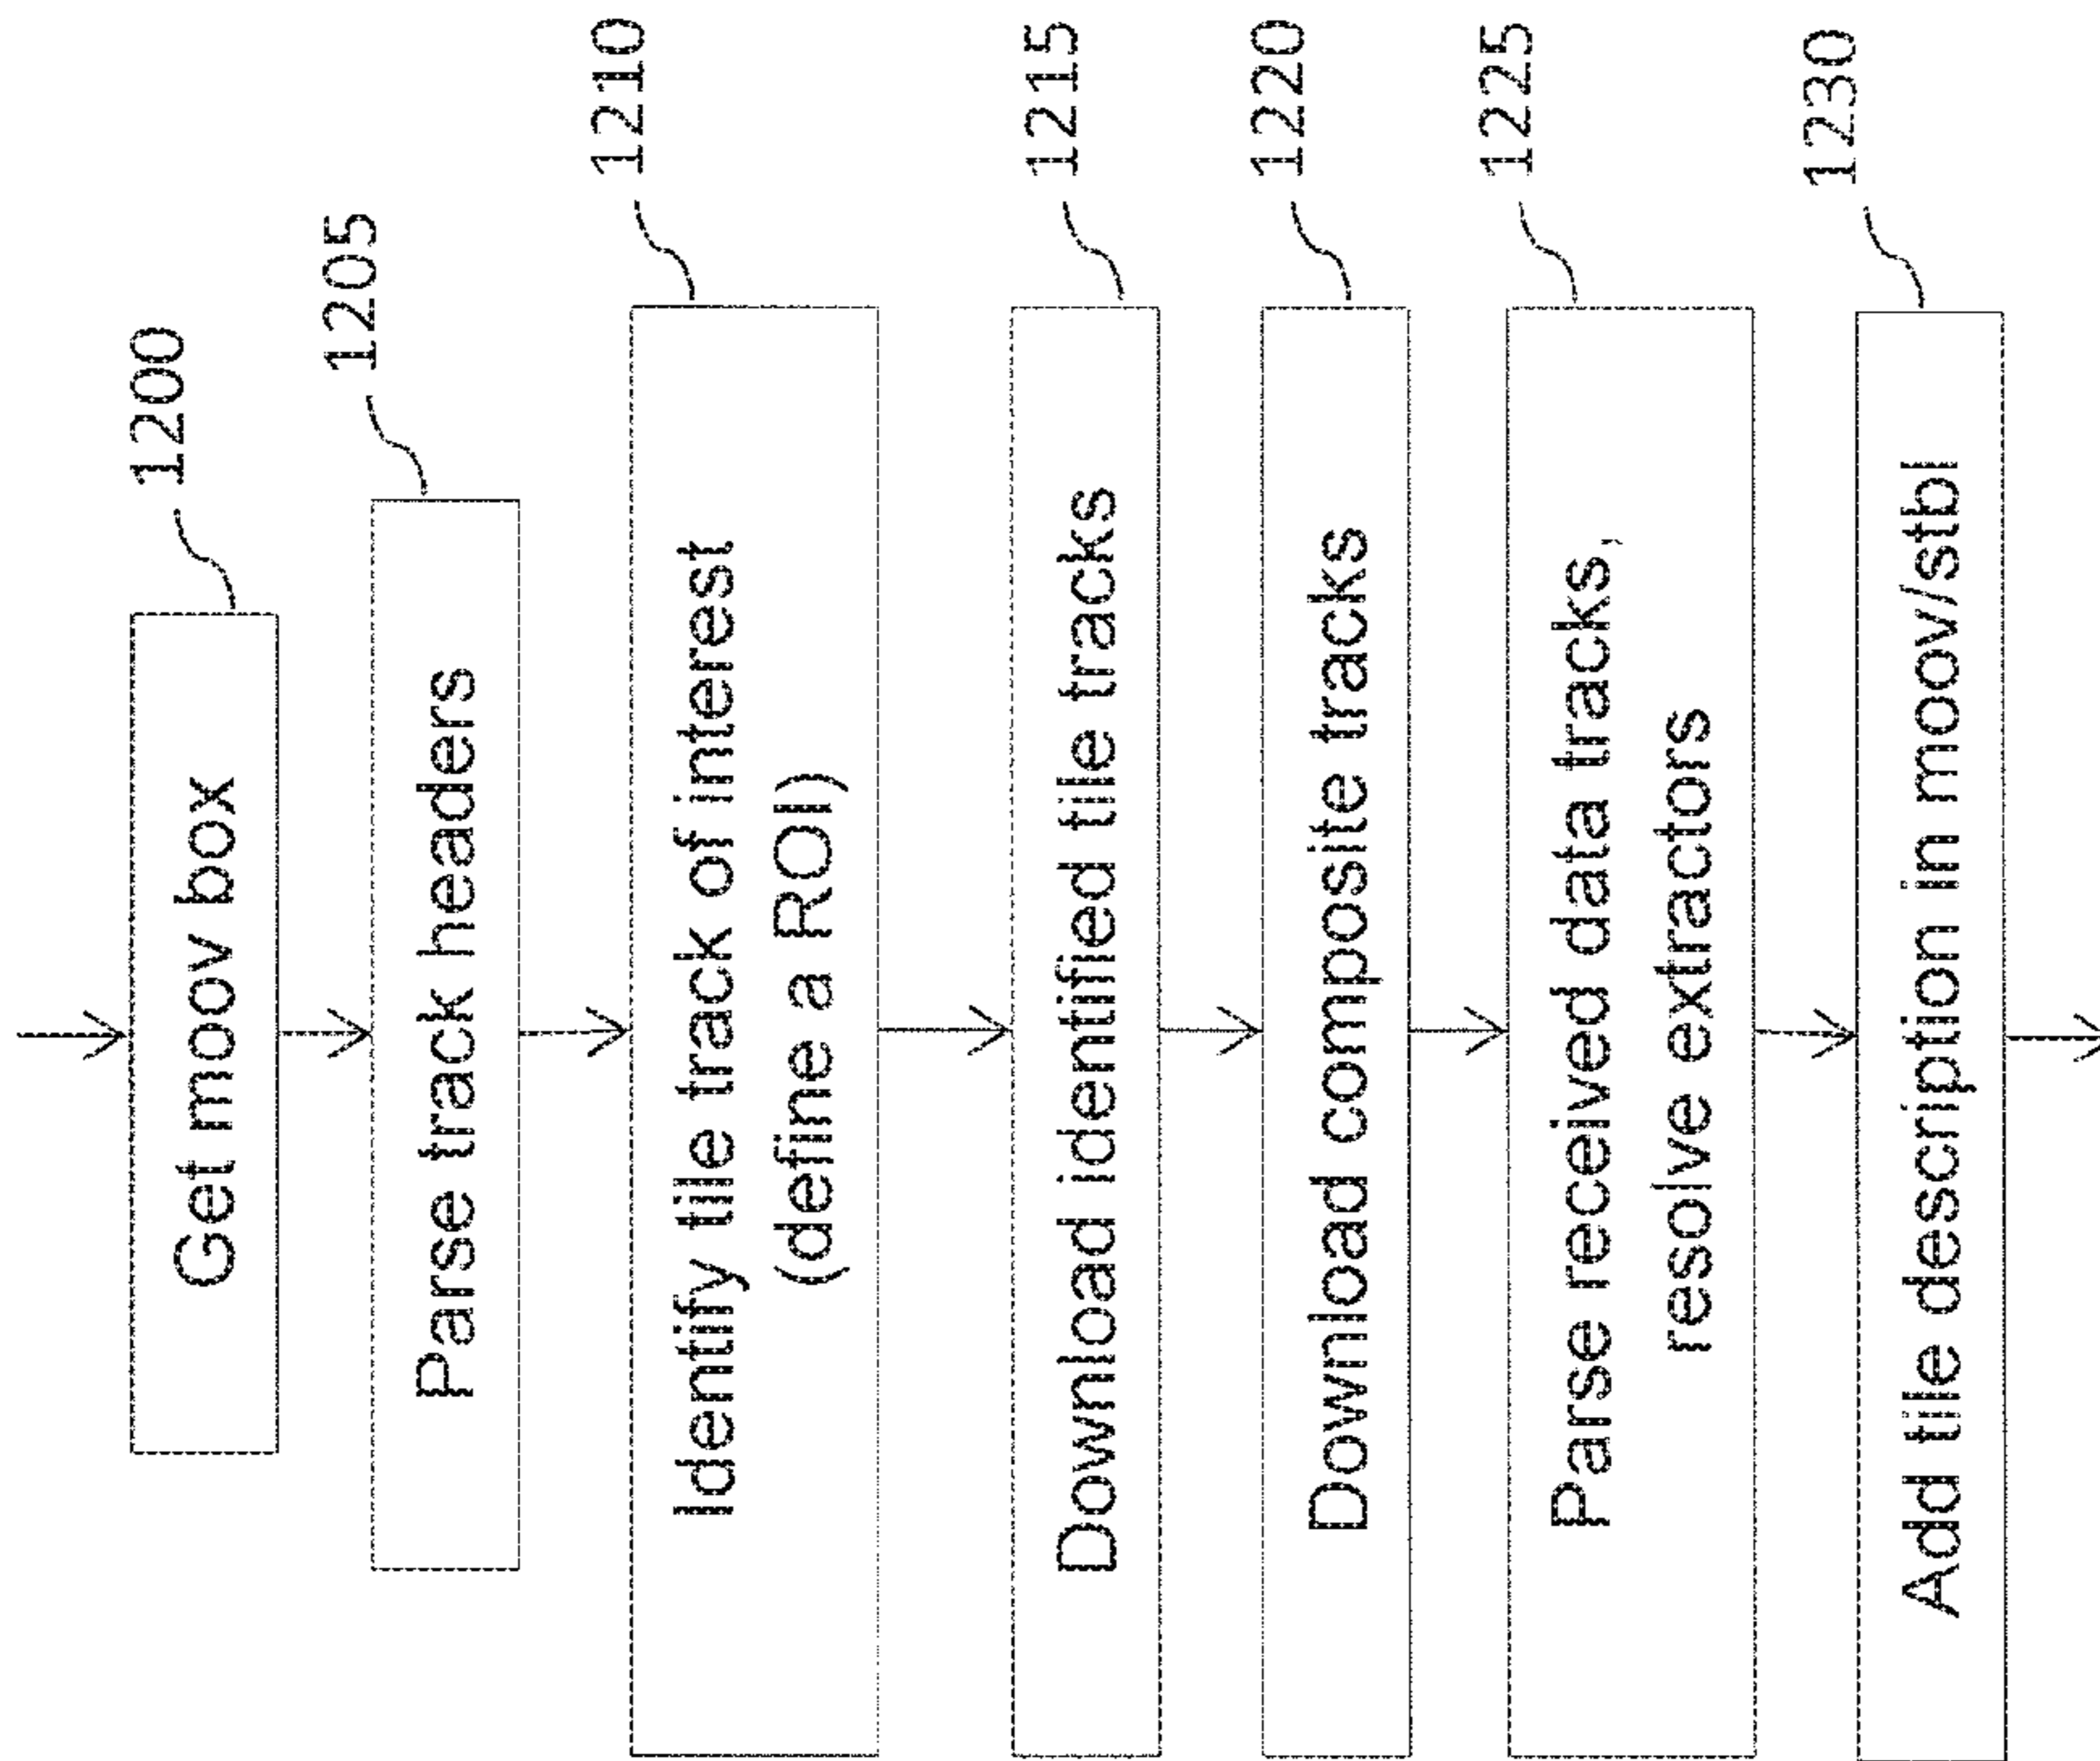 1200
Get moov box
1205
Parse track headers
1210
Identify tile track of interest
(define a ROI)
1215
Download identified tile tracks
1220
Download composite tracks
1225
Parse received data tracks,
resolve extractors
1230
Add tile description in moov/stbl